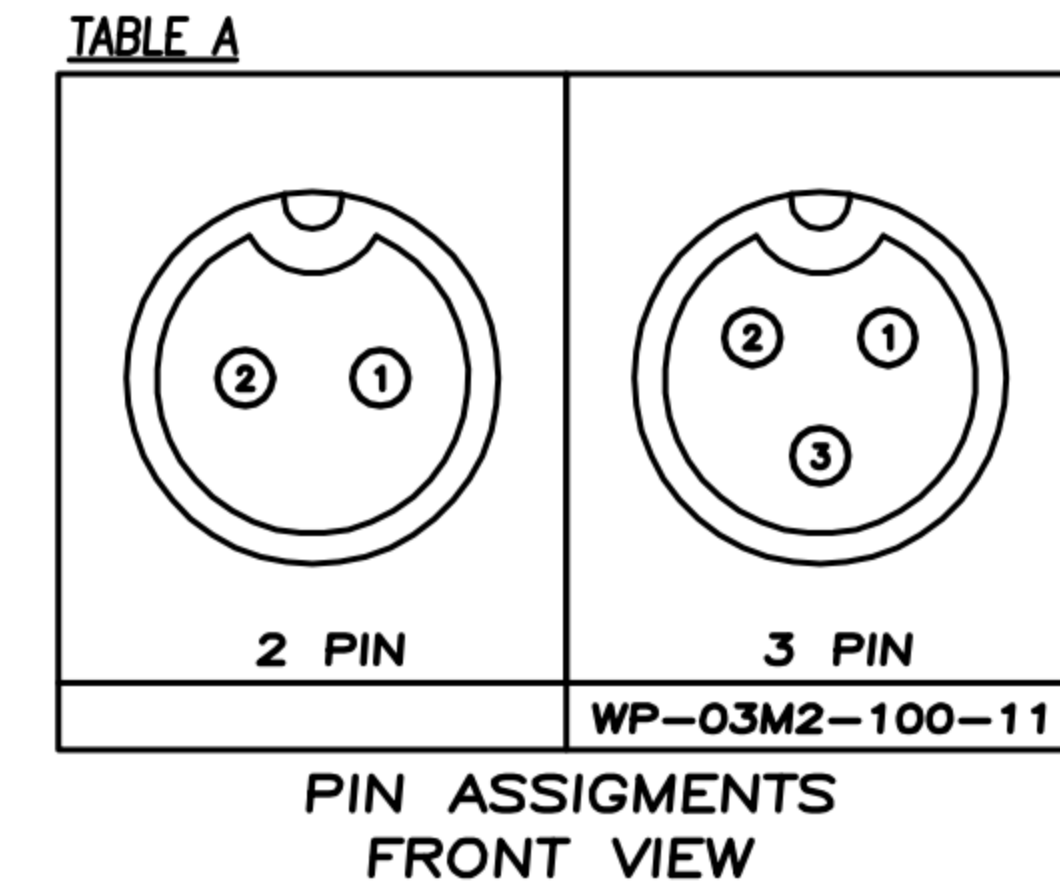 TABLE A
2 1
2 1
3
2 PIN
3 PIN
WP-03M2-100-11
PIN ASSIGMENTS
FRONT VIEW